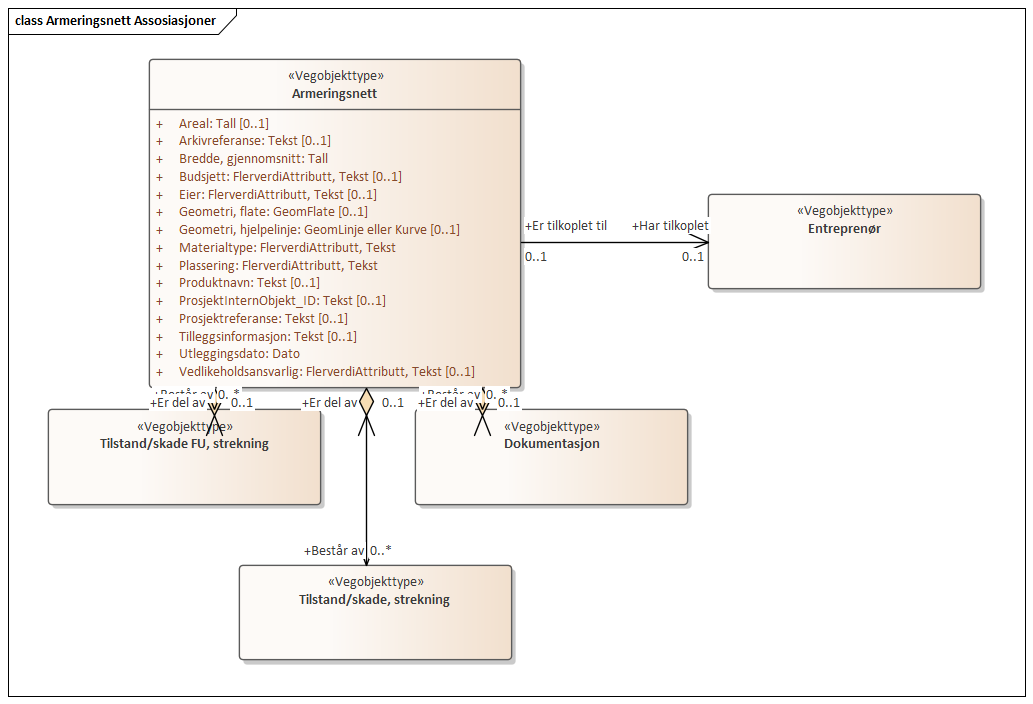 class Armeringsnett Assosiasjoner
«Vegobjekttype»
Armeringsnett
+ Areal: Tall [0..1]
+ Arkivreferanse: Tekst [0..1]
+ Bredde, gjennomsnitt: Tall
+ Budsjett: FlerverdiAttributt, Tekst [0..1]
+ Eier: FlerverdiAttributt, Tekst [0..1]
+ Geometri, flate: GeomFlate [0..1]
+ Geometri, hjelpelinje: GeomLinje eller Kurve [0..1]
+ Materialtype: FlerverdiAttributt, Tekst
+ Plassering: FlerverdiAttributt, Tekst
+ Produktnavn: Tekst [0..1]
+ ProsjektInternObjekt_ID: Tekst [0..1]
+ Prosjektreferanse: Tekst [0..1]
+ Tilleggsinformasjon: Tekst [0..1]
+ Utleggingsdato: Dato
+ Vedlikeholdsansvarlig: FlerverdiAttributt, Tekst [0..1]
+Er tilkoplet til +Har tilkoplet
0..1 0..1
«Vegobjekttype»
Entreprenør
+Består av 0..*
+Er del av 0..1
«Vegobjekttype»
Tilstand/skade FU, strekning
+Er del av 0..1
+Består av 0..*
+Er del av 0..1
«Vegobjekttype»
Dokumentasjon
+Består av 0..*
«Vegobjekttype»
Tilstand/skade, strekning